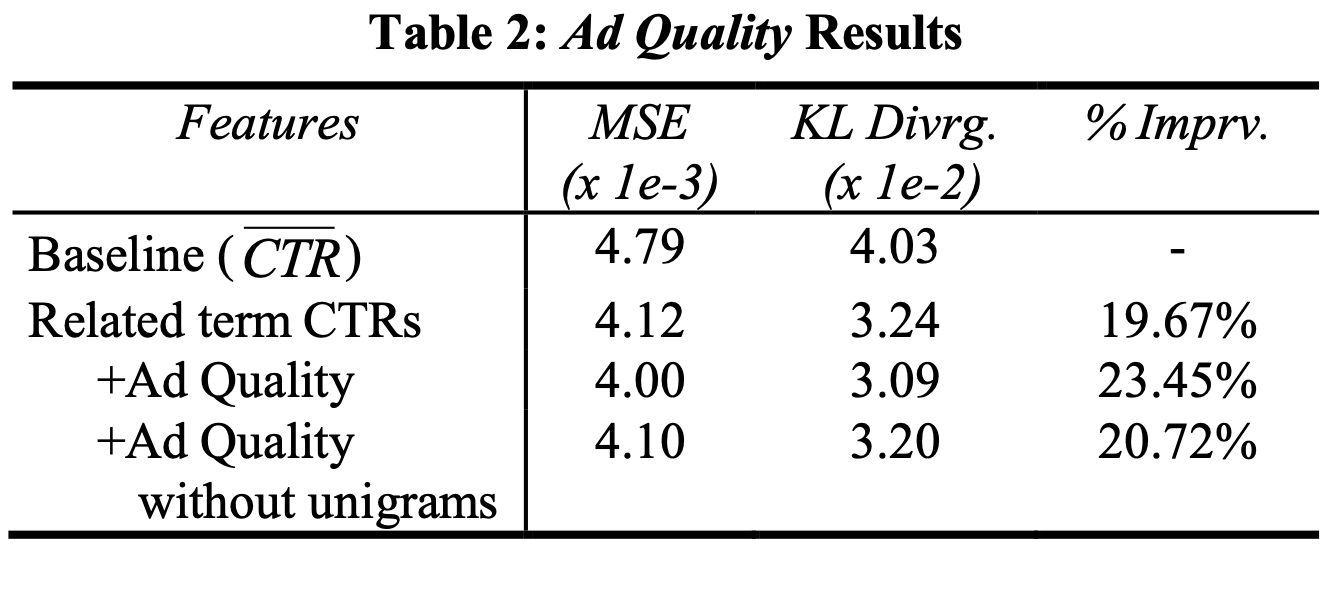 Table 2: Ad Quality Results
Features MSE KL Divrg. % Imprv.
(x 1e-3) (x 1e-2)
Baseline ( CTR̅ ) 4.79 4.03 -
Related term CTRs 4.12 3.24 19.67%
+Ad Quality 4.00 3.09 23.45%
+Ad Quality 4.10 3.20 20.72%
without unigrams